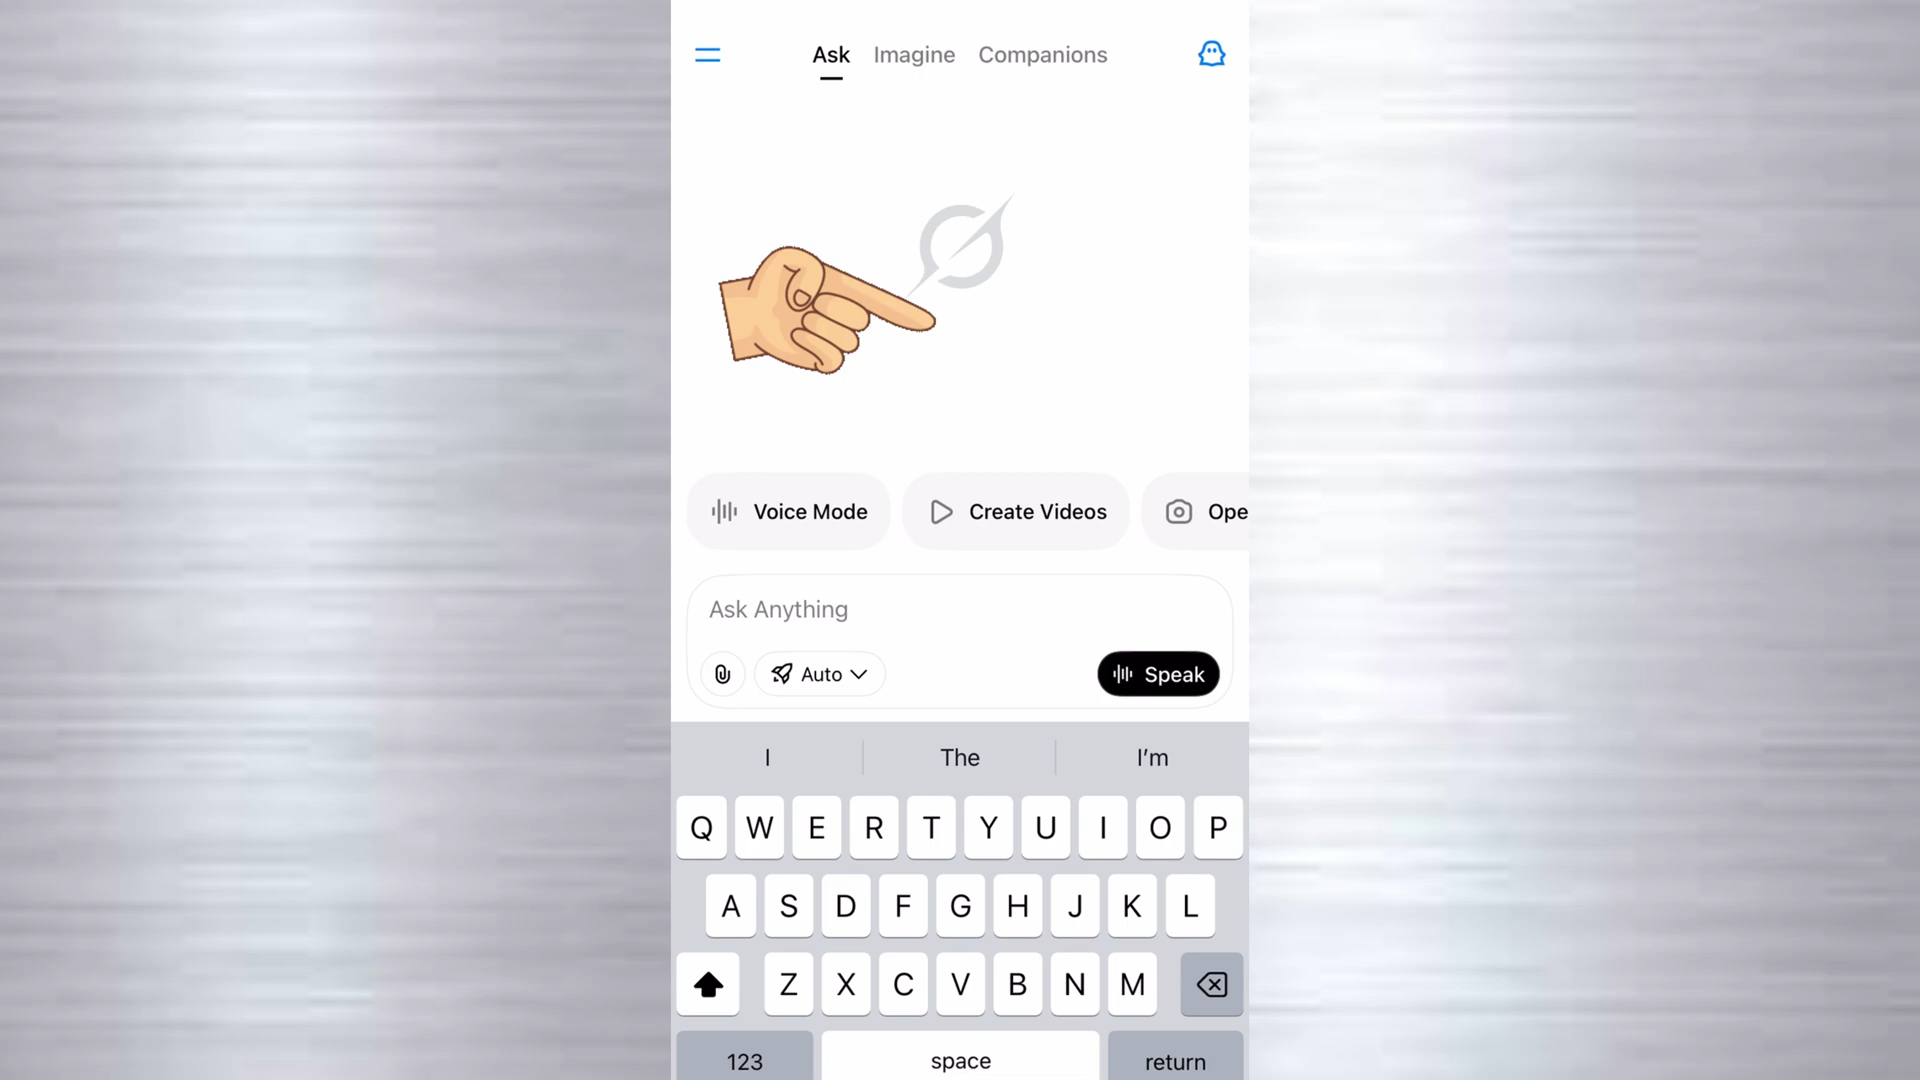 Ask Imagine Companions
Voice Mode Create Videos Ope
Ask Anything
Auto Speak
I The I’m
Q W E R T Y U I O P
A S D F G H J K L
Z X C V B N M
123 space return